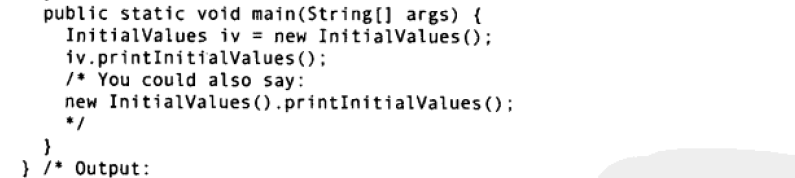 public static void main(String[] args) {
InitialValues iv = new InitialValues();
iv.printInitialValues();
/* You could also say:
new InitialValues().printInitialValues();
*/
}
} /* Output: